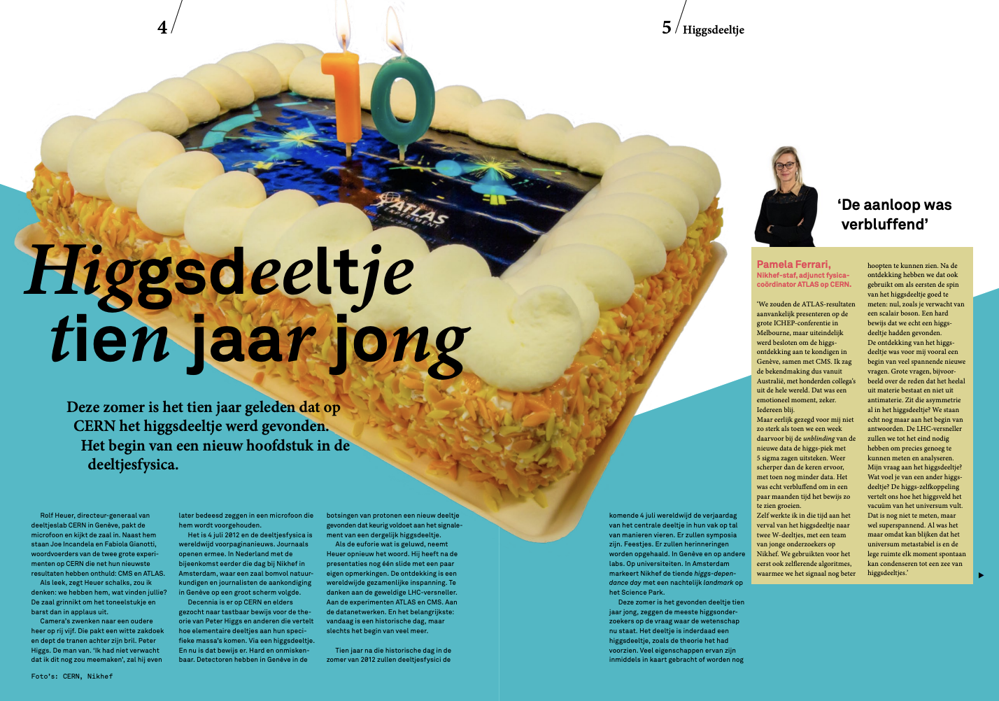 4
5
Higgsdeeltje
10
ATLAS
EXPERIMENT
Higgsdeeltje
tien jaar jong
Deze zomer is het tien jaar geleden dat op
CERN het higgsdeeltje werd gevonden.
Het begin van een nieuw hoofdstuk in de
deeltjesfysica.
Rolf Heuer, directeur-generaal van
deeltjeslab CERN in Genève, pakt de
microfoon en kijkt de zaal in. Naast hem
staan Joe Incandela en Fabiola Gianotti,
woordvoerders van de twee grote experi-
menten op CERN die net hun nieuwste
resultaten hebben onthuld: CMS en ATLAS.
Als leek, zegt Heuer schalks, zou ik
denken: we hebben hem, wat vinden jullie?
De zaal grinnikt om het toneelstukje en
barst dan in applaus uit.
Camera's zwenken naar een oudere
heer op rij vijf. Die pakt een witte zakdoek
en dept de tranen achter zijn bril. Peter
Higgs. De man van. ‘Ik had niet verwacht
dat ik dit nog zou meemaken’, zal hij even
later bedeesd zeggen in een microfoon die
hem wordt voorgehouden.
Het is 4 juli 2012 en de deeltjesfysica is
wereldwijd voorpaginanieuws. Journaals
openen ermee. In Nederland met de
bijeenkomst eerder die dag bij Nikhef in
Amsterdam, waar een zaal bomvol natuur-
kundigen en journalisten de aankondiging
in Genève op een groot scherm volgde.
Decennia is er op CERN en elders
gezocht naar tastbaar bewijs voor de the-
orie van Peter Higgs en anderen die vertelt
hoe elementaire deeltjes aan hun speci-
fieke massa's komen. Via een higgsdeeltje.
En nu is dat bewijs er. Hard en onmisken-
baar. Detectoren hebben in Genève in de
botsingen van protonen een nieuw deeltje
gevonden dat keurig voldoet aan het signale-
ment van een dergelijk higgsdeeltje.
Als de euforie wat is geluwd, neemt
Heuer opnieuw het woord. Hij heeft na de
presentaties nog één slide met een paar
eigen opmerkingen. De ontdekking is een
wereldwijde gezamenlijke inspanning. Te
danken aan de geweldige LHC-versneller.
Aan de experimenten ATLAS en CMS. Aan
de datanetwerken. En het belangrijkste:
vandaag is een historische dag, maar
slechts het begin van veel meer.
Tien jaar na die historische dag in de
zomer van 2012 zullen deeltjesfysici de
komende 4 juli wereldwijd de verjaardag
van het centrale deeltje in hun vak op tal
van manieren vieren. Er zullen symposia
zijn. Feestjes. Er zullen herinneringen
worden opgehaald. In Genève en op andere
labs. Op universiteiten. In Amsterdam
markeert Nikhef de tiende higgs-depen-
dance day met een nachtelijk landmark op
het Science Park.
Deze zomer is het gevonden deeltje tien
jaar jong, zeggen de meeste higgsonder-
zoekers op de vraag waar de wetenschap
nu staat. Het deeltje is inderdaad een
higgsdeeltje, zoals de theorie het had
voorzien. Veel eigenschappen ervan zijn
inmiddels in kaart gebracht of worden nog
Foto's: CERN, Nikhef
‘De aanloop was
verbluffend’
Pamela Ferrari,
Nikhef-staf, adjunct fysica-
coördinator ATLAS op CERN.
‘We zouden de ATLAS-resultaten
aanvankelijk presenteren op de
grote ICHEP-conferentie in
Melbourne, maar uiteindelijk
werd besloten om de higgs-
ontdekking aan te kondigen in
Genève, samen met CMS. Ik zag
de bekendmaking dus vanuit
Australië, met honderden collega's
uit de hele wereld. Dat was een
emotioneel moment, zeker.
Iedereen blij.
Maar eerlijk gezegd voor mij niet
zo sterk als toen we een week
daarvoor bij de unblinding van de
nieuwe data de higgs-piek met
5 sigma zagen uitsteken. Weer
scherper dan de keren ervoor,
met toen nog minder data. Het
was echt verbluffend om in een
paar maanden tijd het bewijs zo
te zien groeien.
Zelf werkte ik in die tijd aan het
verval van het higgsdeeltje naar
twee W-deeltjes, met een team
van jonge onderzoekers op
Nikhef. We gebruikten voor het
eerst ook zelflerende algoritmes,
waarmee we het signaal nog beter
hoopten te kunnen zien. Na de
ontdekking hebben we dat ook
gebruikt om als eersten de spin
van het higgsdeeltje goed te
meten: nul, zoals je verwacht van
een scalair boson. Een hard
bewijs dat we echt een higgs-
deeltje hadden gevonden.
De ontdekking van het higgs-
deeltje was voor mij vooral een
begin van veel spannende nieuwe
vragen. Grote vragen, bijvoor-
beeld over de reden dat het heelal
uit materie bestaat en niet uit
antimaterie. Zit die asymmetrie
al in het higgsdeeltje? We staan
echt nog maar aan het begin van
antwoorden. De LHC-versneller
zullen we tot het eind nodig
hebben om precies genoeg te
kunnen meten en analyseren.
Mijn vraag aan het higgsdeeltje?
Wat voel je van een ander higgs-
deeltje? De higgs-zelfkoppeling
vertelt ons hoe het higgsveld het
vacuüm van het universum vult.
Dat is nog niet te meten, maar
wel superspannend. Al was het
maar omdat kan blijken dat het
universum metastabiel is en de
lege ruimte elk moment spontaan
kan condenseren tot een zee van
higgsdeeltjes.’